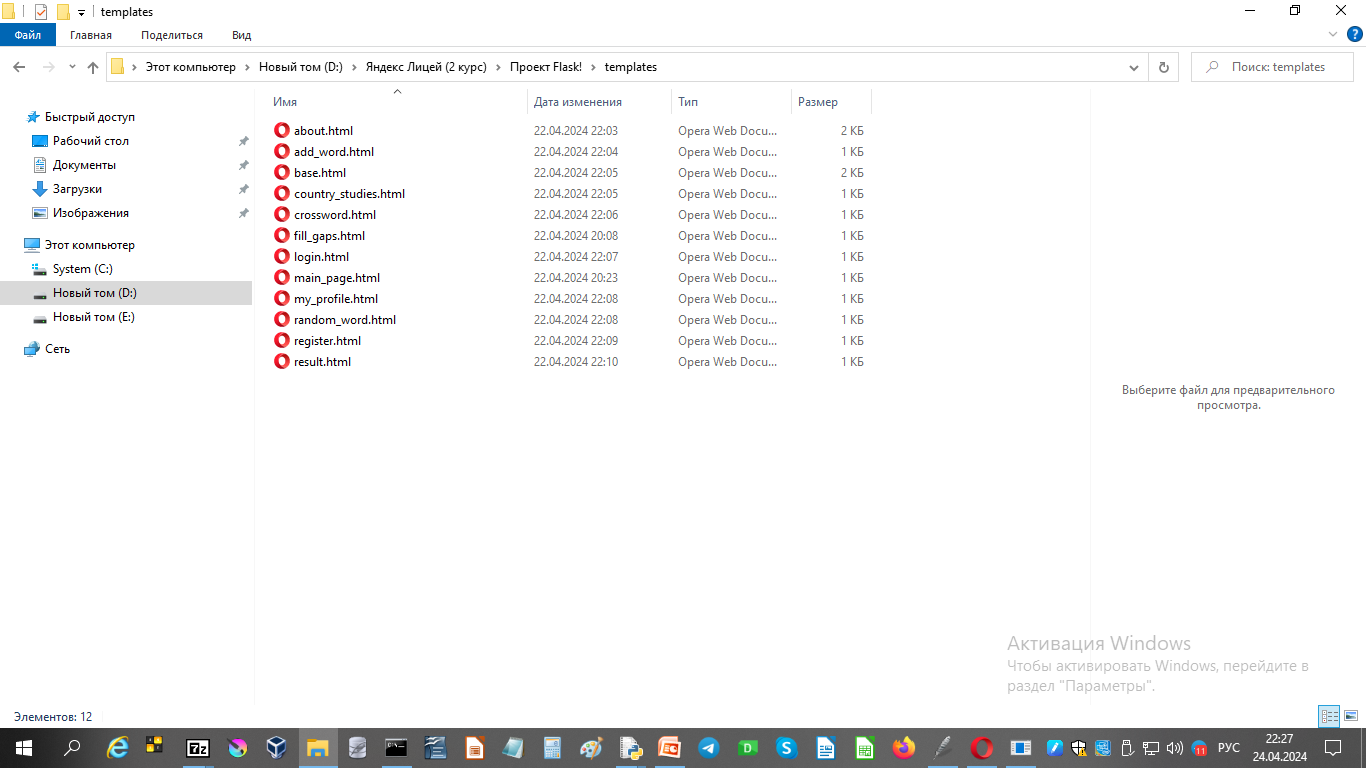 templates
Файл Главная Поделиться Вид
Этот компьютер Новый том (D:) Яндекс Лицей (2 курс) Проект Flask! templates Поиск: templates
Быстрый доступ
Рабочий стол
Документы
Загрузки
Изображения
Этот компьютер
System (C:)
Новый том (D:)
Новый том (E:)
Сеть
Имя Дата изменения Тип Размер
about.html 22.04.2024 22:03 Opera Web Docu... 2 КБ
add_word.html 22.04.2024 22:04 Opera Web Docu... 1 КБ
base.html 22.04.2024 22:05 Opera Web Docu... 2 КБ
country_studies.html 22.04.2024 22:05 Opera Web Docu... 1 КБ
crossword.html 22.04.2024 22:06 Opera Web Docu... 1 КБ
fill_gaps.html 22.04.2024 20:08 Opera Web Docu... 1 КБ
login.html 22.04.2024 22:07 Opera Web Docu... 1 КБ
main_page.html 22.04.2024 20:23 Opera Web Docu... 1 КБ
my_profile.html 22.04.2024 22:08 Opera Web Docu... 1 КБ
random_word.html 22.04.2024 22:08 Opera Web Docu... 1 КБ
register.html 22.04.2024 22:09 Opera Web Docu... 1 КБ
result.html 22.04.2024 22:10 Opera Web Docu... 1 КБ
Выберите файл для предварительного
просмотра.
Активация Windows
Чтобы активировать Windows, перейдите в
раздел "Параметры".
Элементов: 12
7z
EC
D
S
11
РУС
22:27
24.04.2024